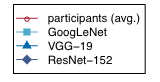 participants (avg.)
GoogLeNet
VGG-19
ResNet-152